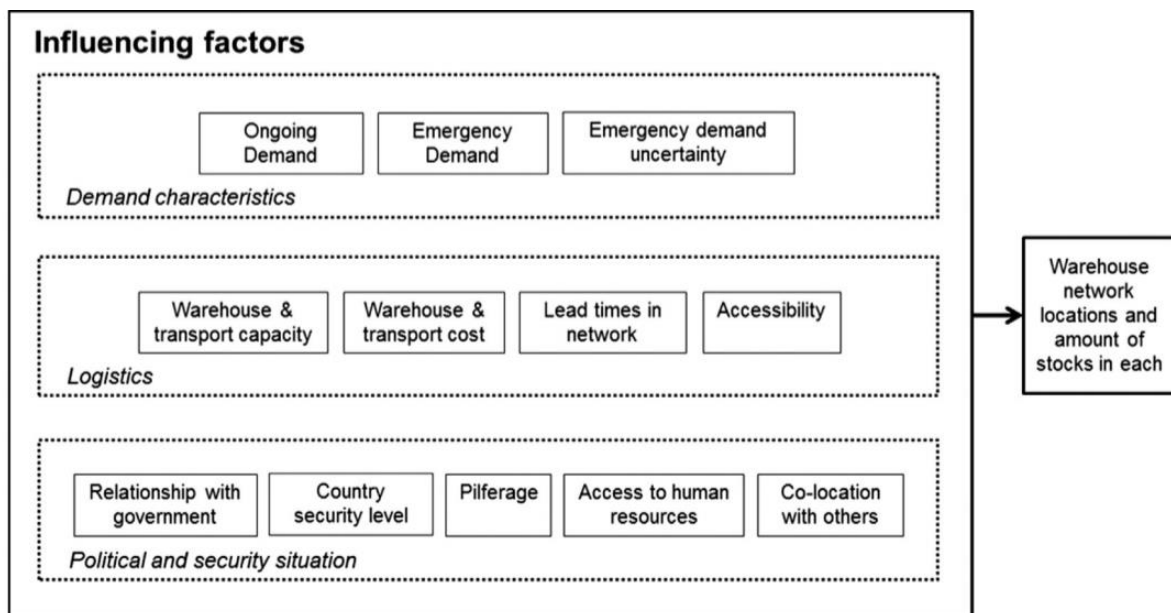 Influencing factors
Ongoing
Demand
Emergency
Demand
Emergency demand
uncertainty
Demand characteristics
Warehouse &
transport capacity
Warehouse &
transport cost
Lead times in
network
Accessibility
Logistics
Relationship with
government
Country
security level
Pilferage
Access to human
resources
Co-location
with others
Political and security situation
Warehouse
network
locations and
amount of
stocks in each